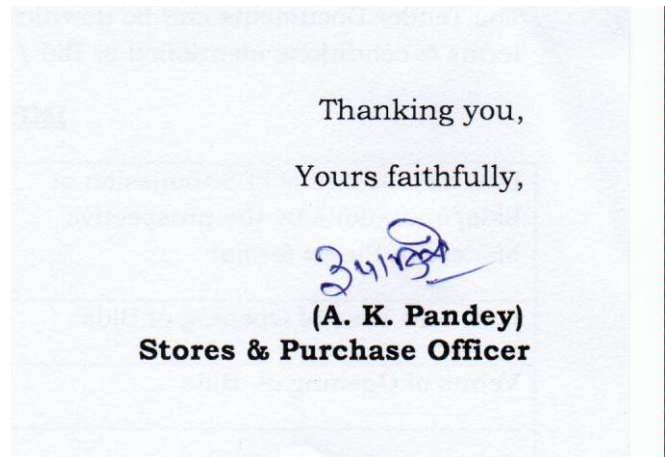 Thanking you,
Yours faithfully,
(A. K. Pandey)
Stores & Purchase Officer